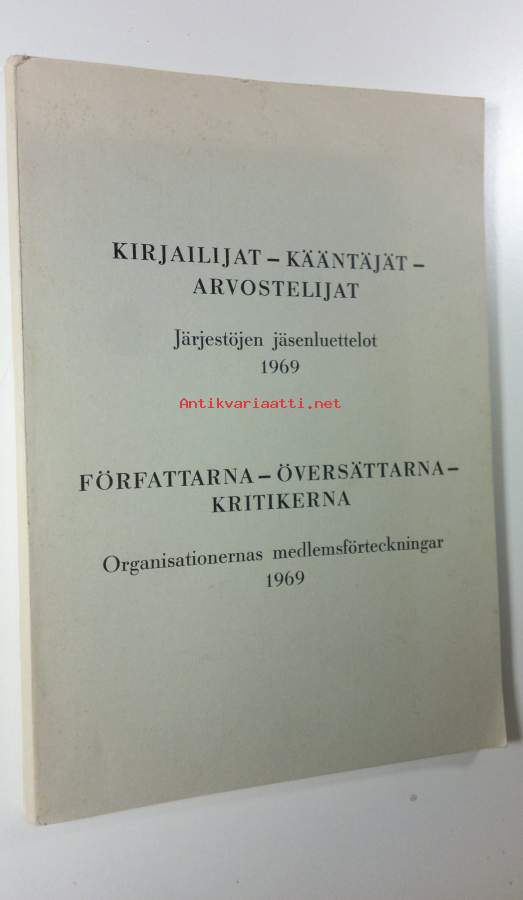 KIRJAILIJAT – KÄÄNTÄJÄT –
ARVOSTELIJAT
Järjestöjen jäsenluettelot
1969
Antikvariaatti.net
FÖRFATTARNA – ÖVERSÄTTARNA –
KRITIKERNA
Organisationernas medlemsförteckningar
1969